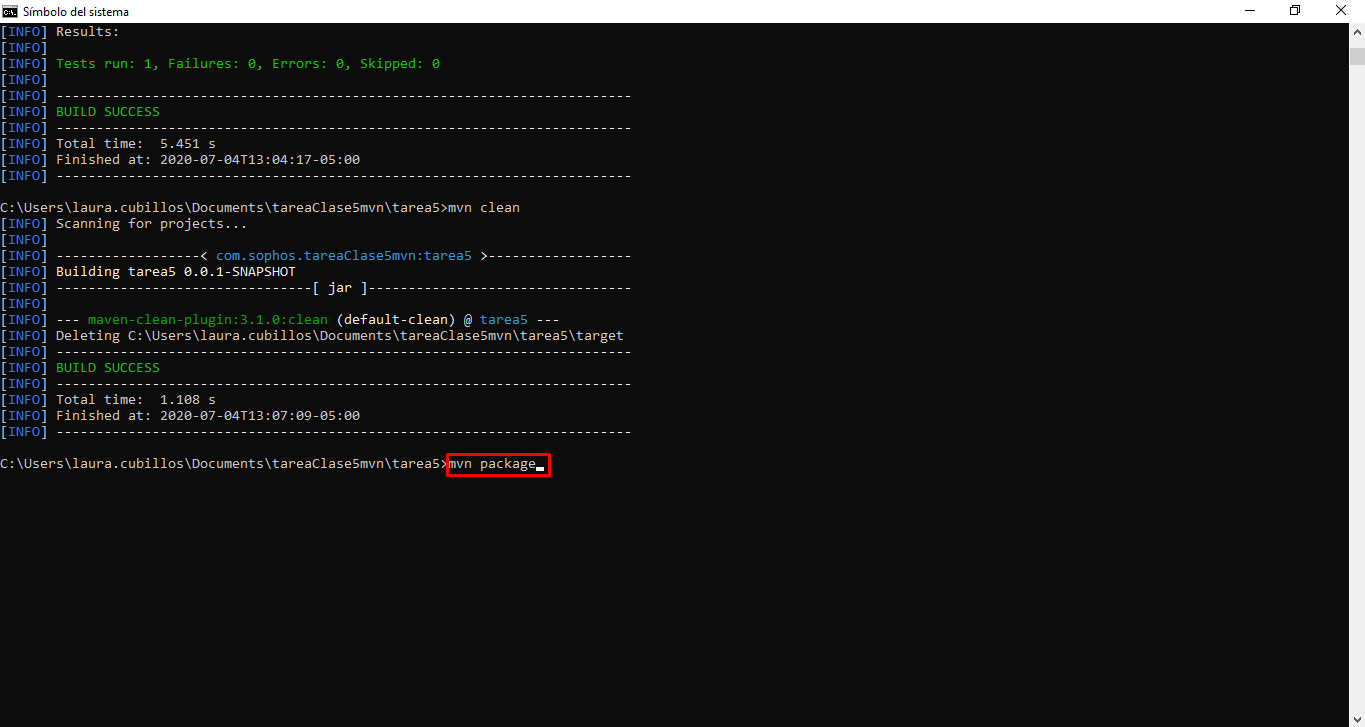 Símbolo del sistema
[INFO] Results:
[INFO]
[INFO] Tests run: 1, Failures: 0, Errors: 0, Skipped: 0
[INFO]
[INFO] ------------------------------------------------------------------------
[INFO] BUILD SUCCESS
[INFO] ------------------------------------------------------------------------
[INFO] Total time:  5.451 s
[INFO] Finished at: 2020-07-04T13:04:17-05:00
[INFO] ------------------------------------------------------------------------
C:\Users\laura.cubillos\Documents\tareaClase5mvn\tarea5>mvn clean
[INFO] Scanning for projects...
[INFO]
[INFO] ------------------< com.sophos.tareaClase5mvn:tarea5 >------------------
[INFO] Building tarea5 0.0.1-SNAPSHOT
[INFO] --------------------------------[ jar ]---------------------------------
[INFO]
[INFO] --- maven-clean-plugin:3.1.0:clean (default-clean) @ tarea5 ---
[INFO] Deleting C:\Users\laura.cubillos\Documents\tareaClase5mvn\tarea5\target
[INFO] ------------------------------------------------------------------------
[INFO] BUILD SUCCESS
[INFO] ------------------------------------------------------------------------
[INFO] Total time:  1.108 s
[INFO] Finished at: 2020-07-04T13:07:09-05:00
[INFO] ------------------------------------------------------------------------
C:\Users\laura.cubillos\Documents\tareaClase5mvn\tarea5>mvn package